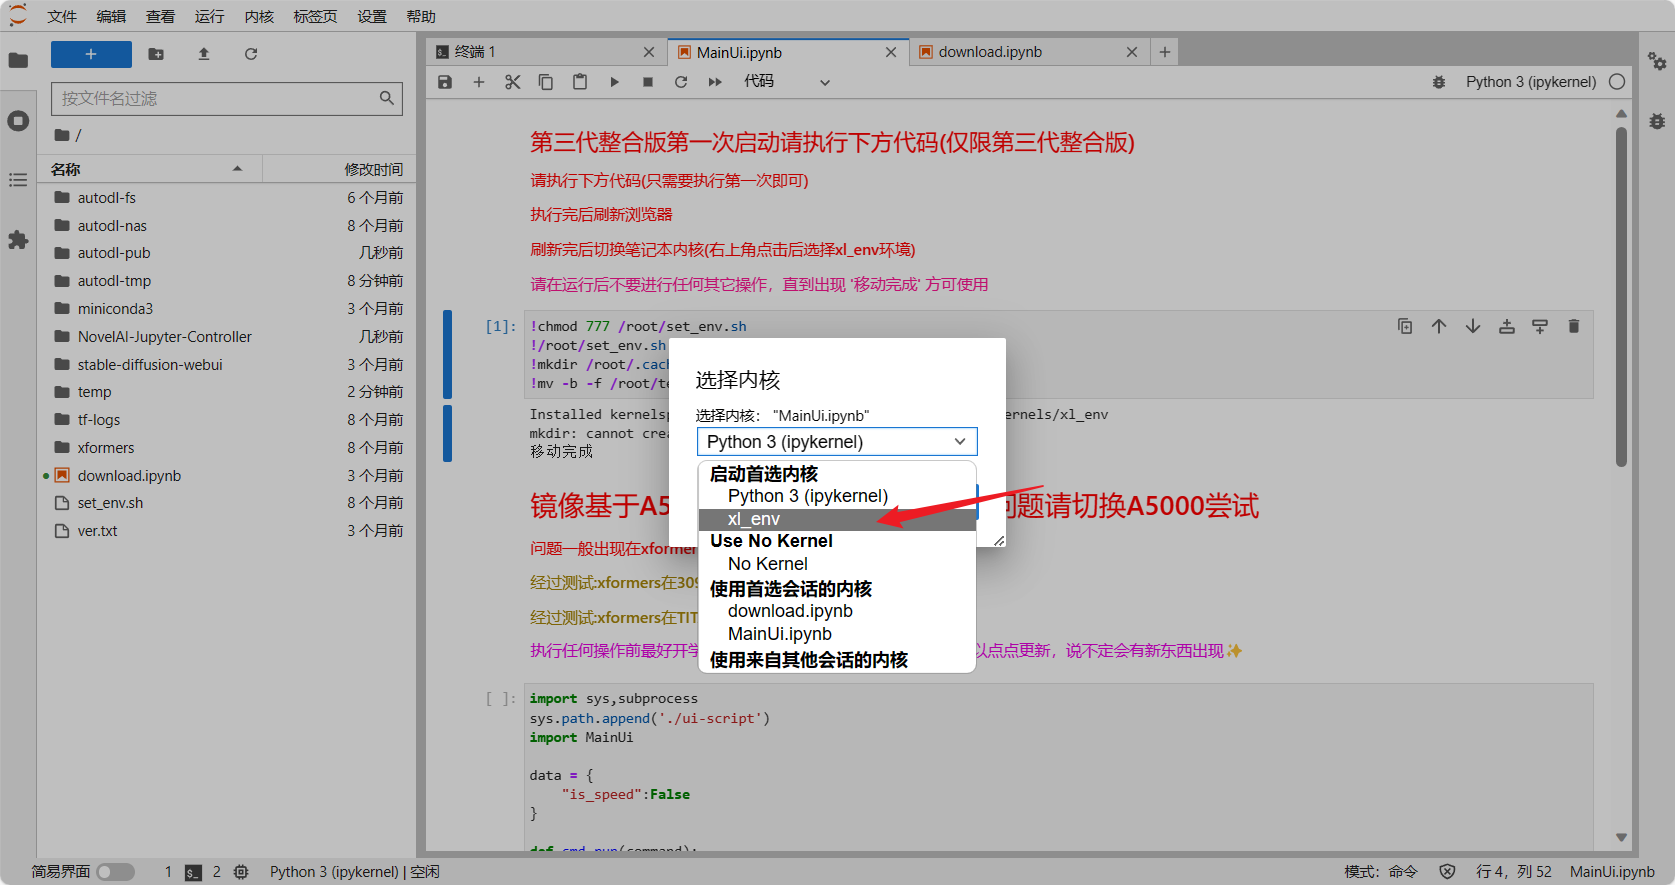 文件 编辑 查看 运行 内核 标签页 设置 帮助
终端 1
MainUi.ipynb
download.ipynb
代码
Python 3 (ipykernel)
按文件名过滤
/
名称 修改时间
autodl-fs 6 个月前
autodl-nas 8 个月前
autodl-pub 几秒前
autodl-tmp 8 分钟前
miniconda3 3 个月前
NovelAI-Jupyter-Controller 几秒前
stable-diffusion-webui 3 个月前
temp 2 分钟前
tf-logs 8 个月前
xformers 8 个月前
download.ipynb 3 个月前
set_env.sh 8 个月前
ver.txt 3 个月前
第三代整合版第一次启动请执行下方代码(仅限第三代整合版)
请执行下方代码(只需要执行第一次即可)
执行完后刷新浏览器
刷新完后切换笔记本内核(右上角点击后选择xl_env环境)
请在运行后不要进行任何其它操作，直到出现 '移动完成' 方可使用
[1]:
!chmod 777 /root/set_env.sh
!/root/set_env.sh
!mkdir /root/.cach
!mv -b -f /root/te
Installed kernelsp ernels/xl_env
mkdir: cannot crea
移动完成
选择内核
选择内核： "MainUi.ipynb"
Python 3 (ipykernel)
启动首选内核
Python 3 (ipykernel)
xl_env
Use No Kernel
No Kernel
使用首选会话的内核
download.ipynb
MainUi.ipynb
使用来自其他会话的内核
镜像基于A5 问题请切换A5000尝试
问题一般出现在xformer
经过测试:xformers在309
经过测试:xformers在TIT
执行任何操作前最好开学 以点点更新，说不定会有新东西出现✨
[ ]:
import sys,subprocess
sys.path.append('./ui-script')
import MainUi
data = {
"is_speed":False
}
def cmd_run(command):
简易界面 1 2 Python 3 (ipykernel) | 空闲
模式：命令 行 4，列 52 MainUi.ipynb